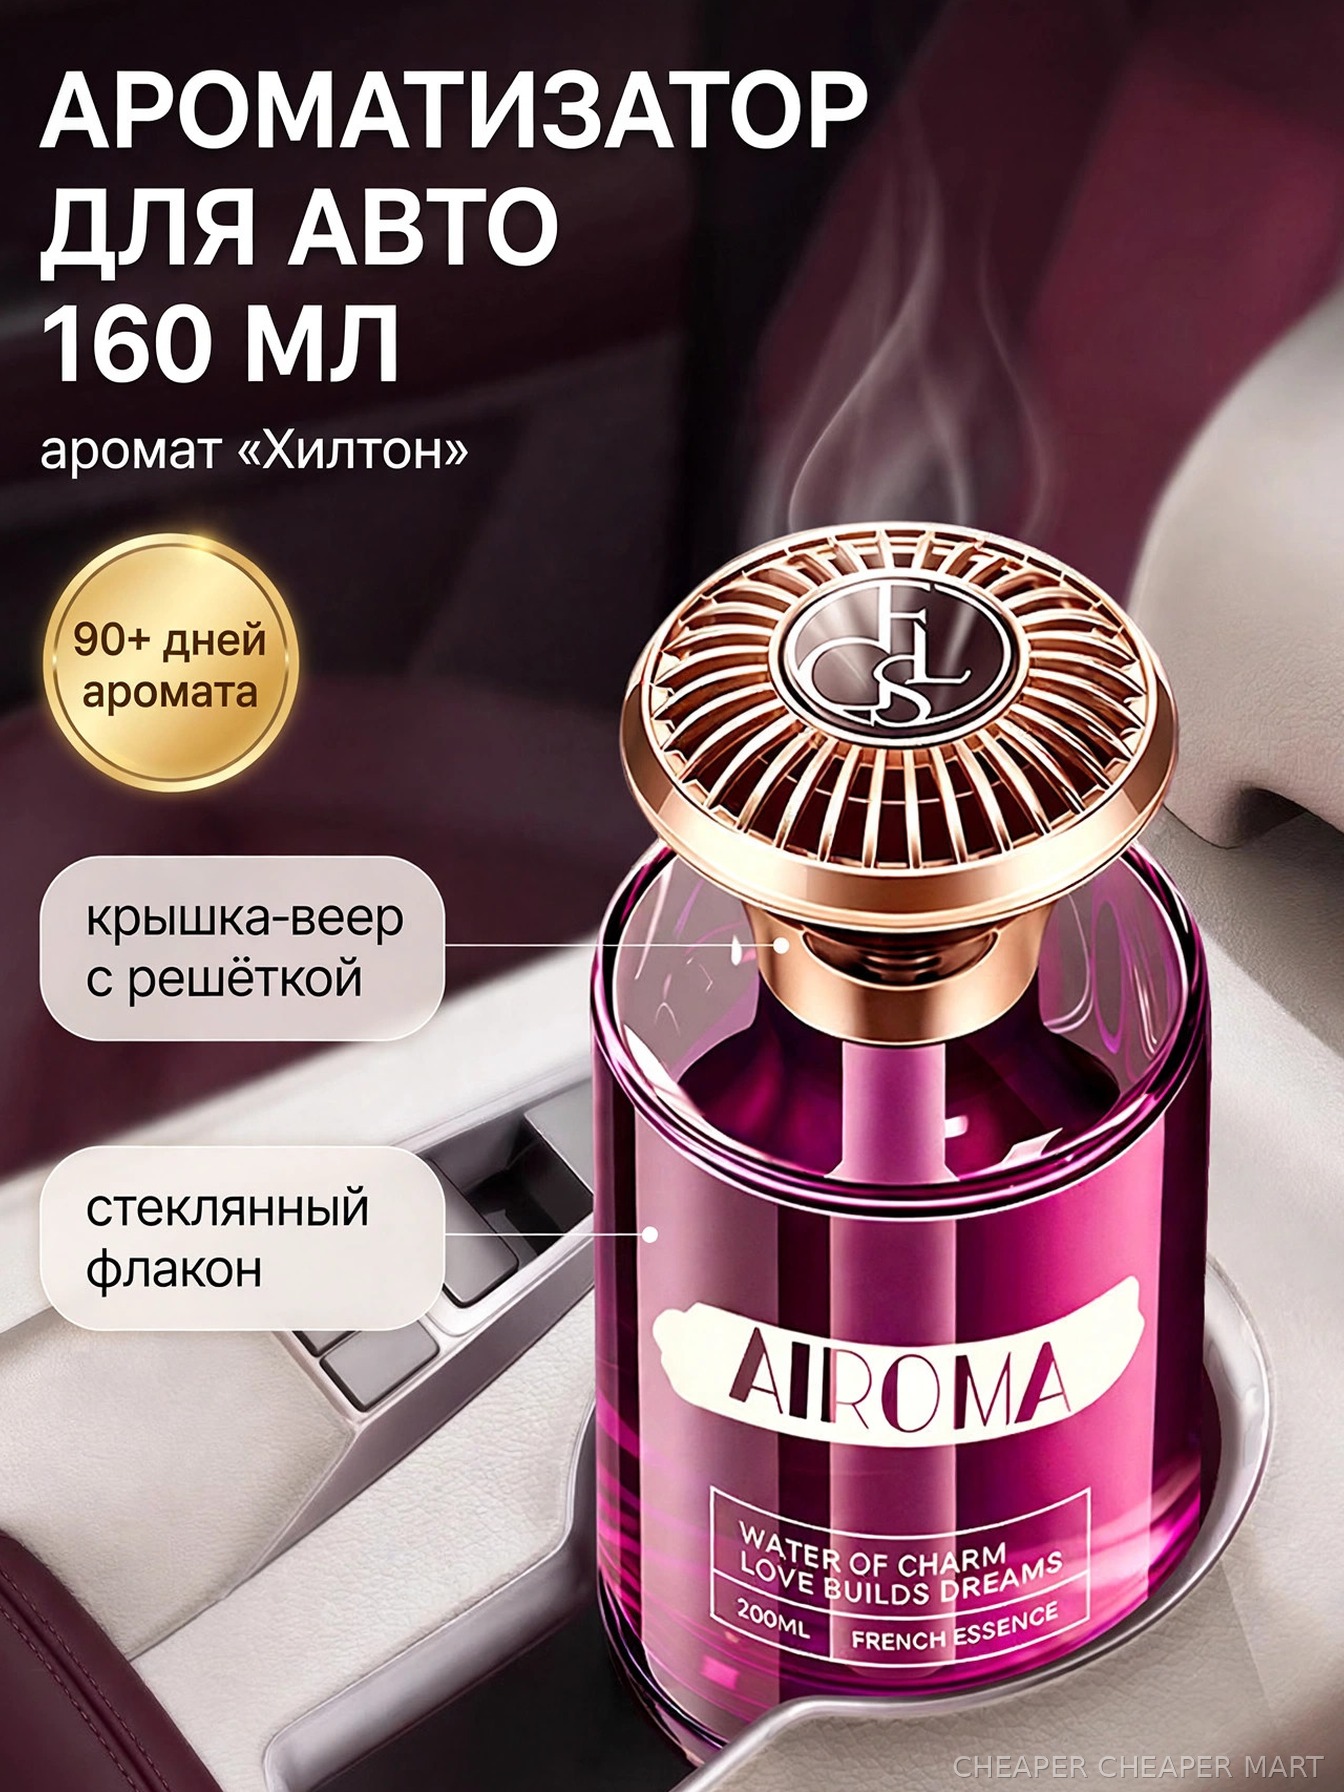 АРОМАТИЗАТОР
ДЛЯ АВТО
160 МЛ
аромат «Хилтон»
90+ дней
аромата
крышка-веер
с решёткой
стеклянный
флакон
AIROMA
WATER OF CHARM
LOVE BUILDS DREAMS
200ML FRENCH ESSENCE
CHEAPER CHEAPER MART